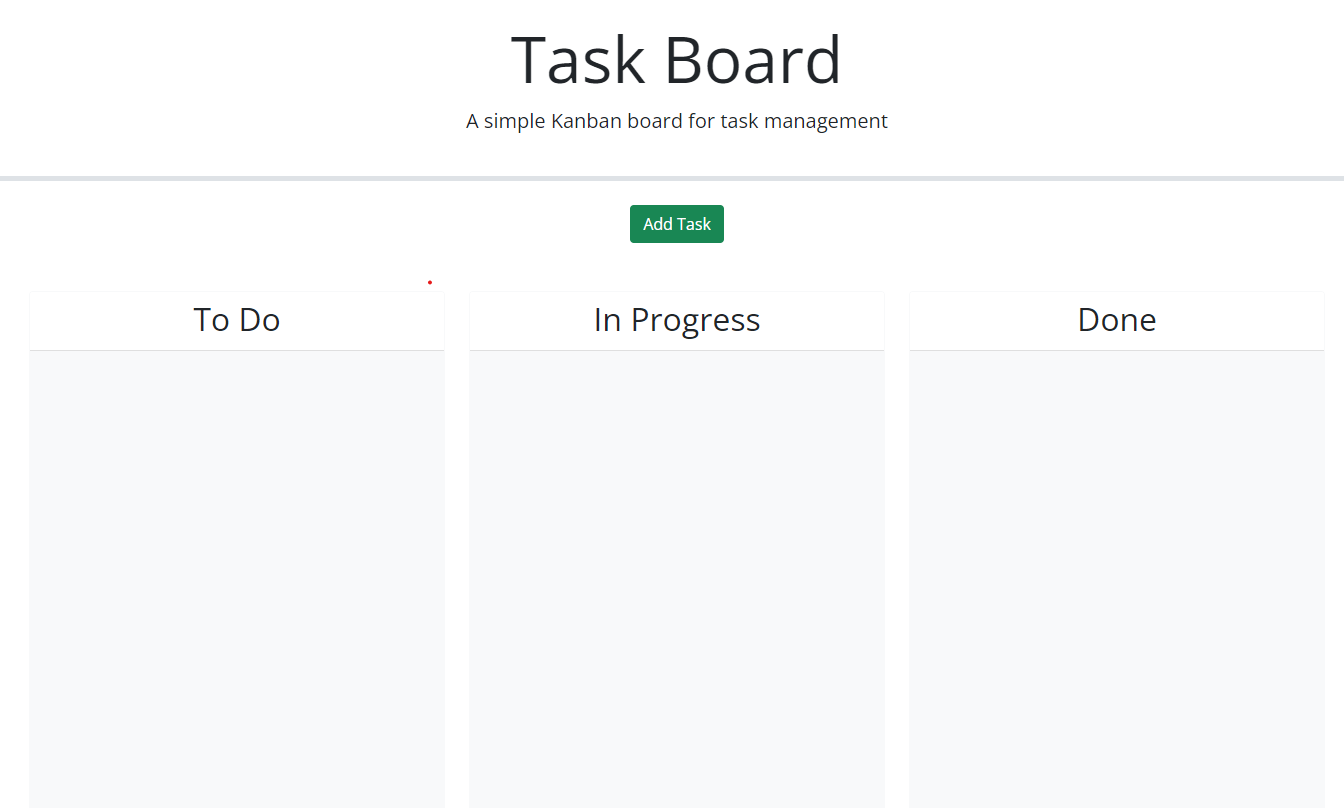 Task Board
A simple Kanban board for task management
Add Task
To Do
In Progress
Done